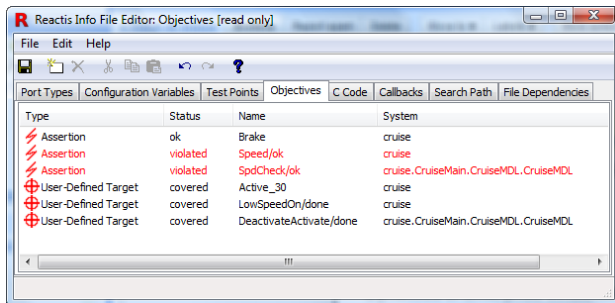 R Reactis Info File Editor: Objectives [read only]
File Edit Help
Port Types Configuration Variables Test Points Objectives C Code Callbacks Search Path File Dependencies
Type Status Name System
Assertion ok Brake cruise
Assertion violated Speed/ok cruise
Assertion violated SpdCheck/ok cruise.CruiseMain.CruiseMDL.CruiseMDL
User-Defined Target covered Active_30 cruise
User-Defined Target covered LowSpeedOn/done cruise
User-Defined Target covered DeactivateActivate/done cruise.CruiseMain.CruiseMDL.CruiseMDL